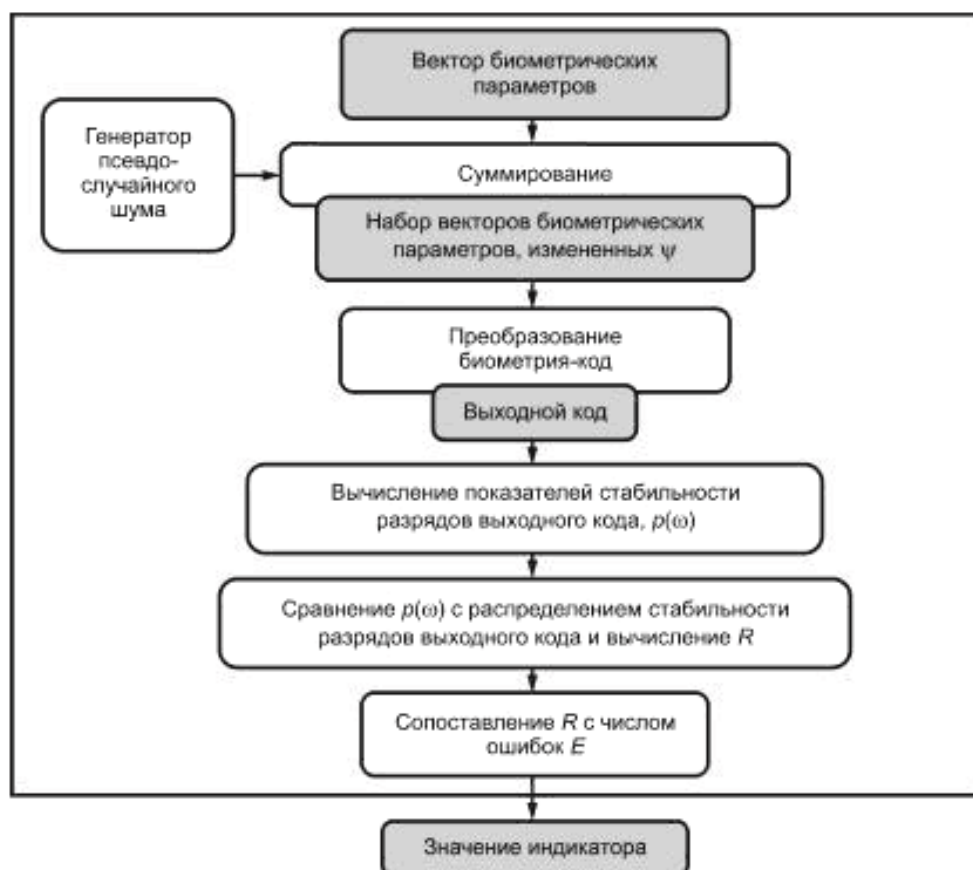 Вектор биометрических
параметров
Генератор
псевдо-
случайного
шума
Суммирование
Набор векторов биометрических
параметров, измененных ψ
Преобразование
биометрия-код
Выходной код
Вычисление показателей стабильности
разрядов выходного кода, p(ω)
Сравнение p(ω) с распределением стабильности
разрядов выходного кода и вычисление R
Сопоставление R с числом
ошибок E
Значение индикатора